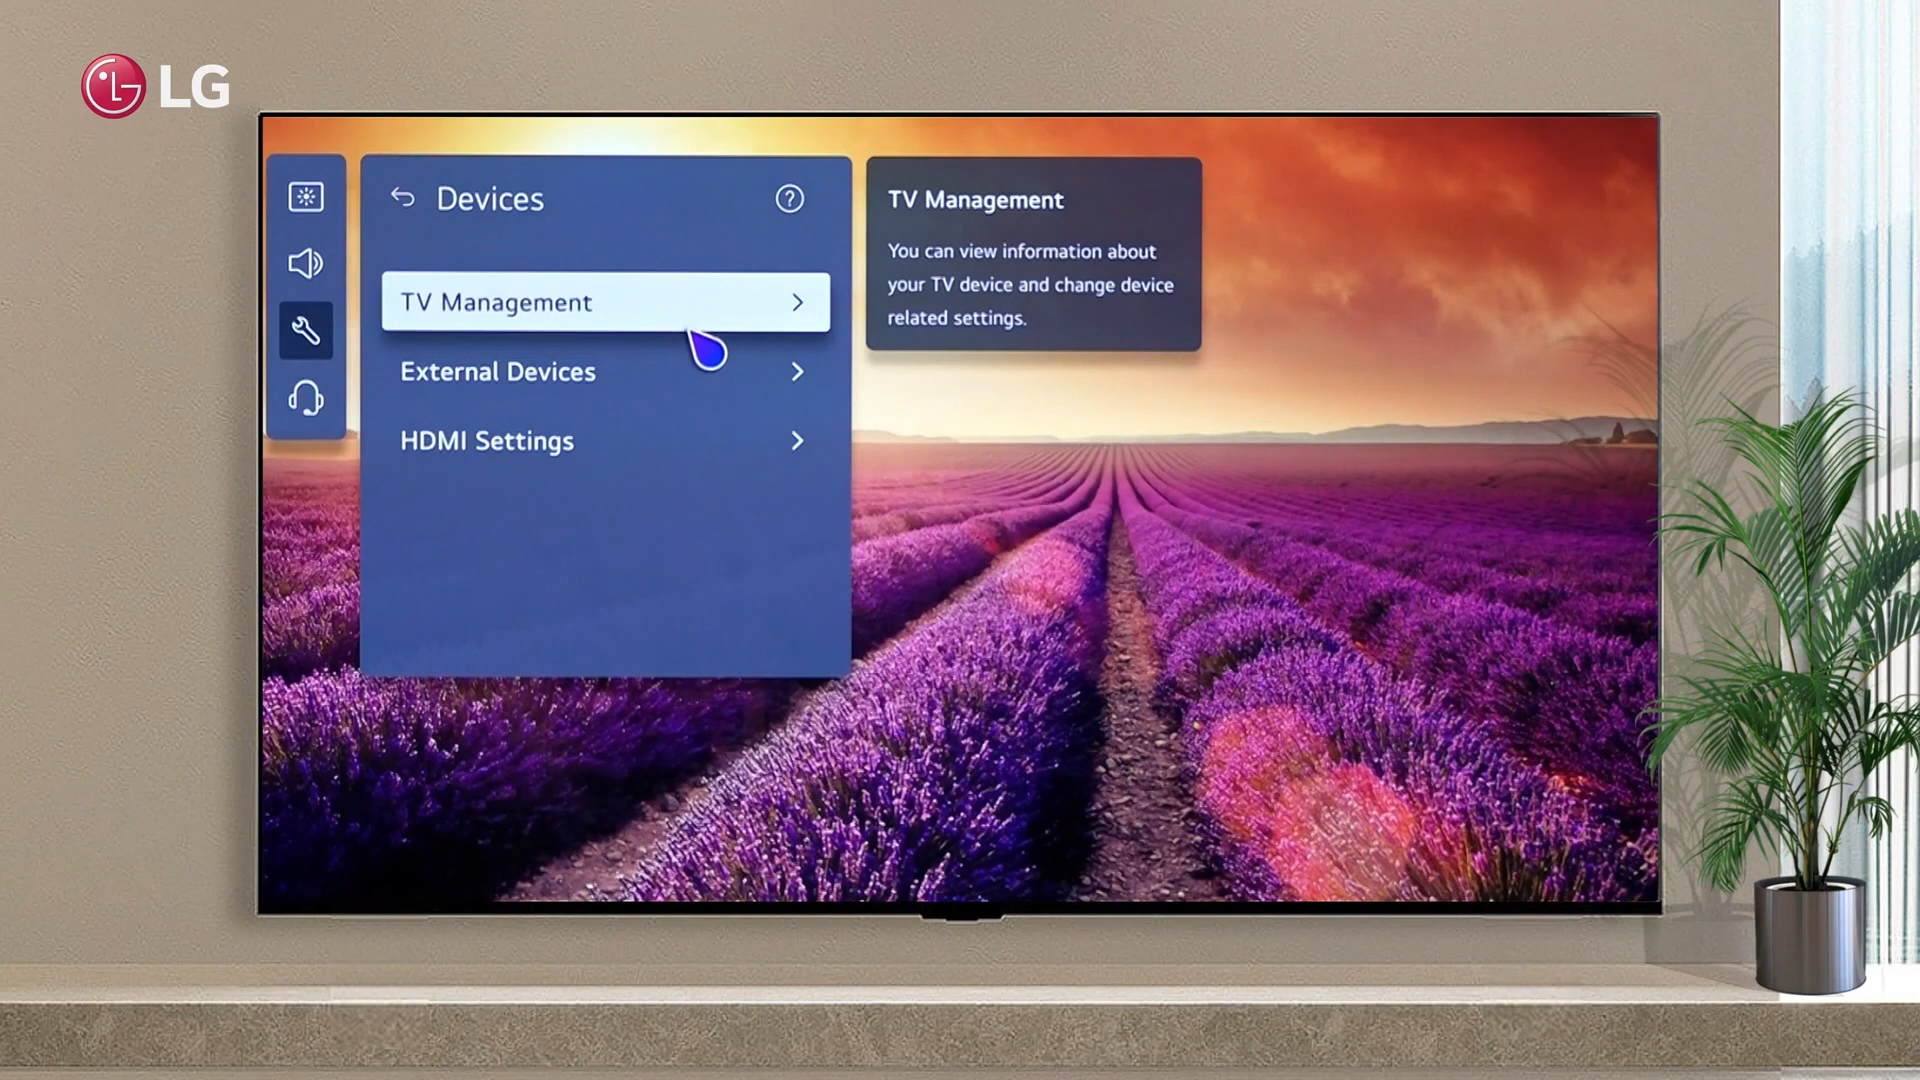 LG
Devices
TV Management
External Devices
HDMI Settings
TV Management
You can view information about
your TV device and change device
related settings.